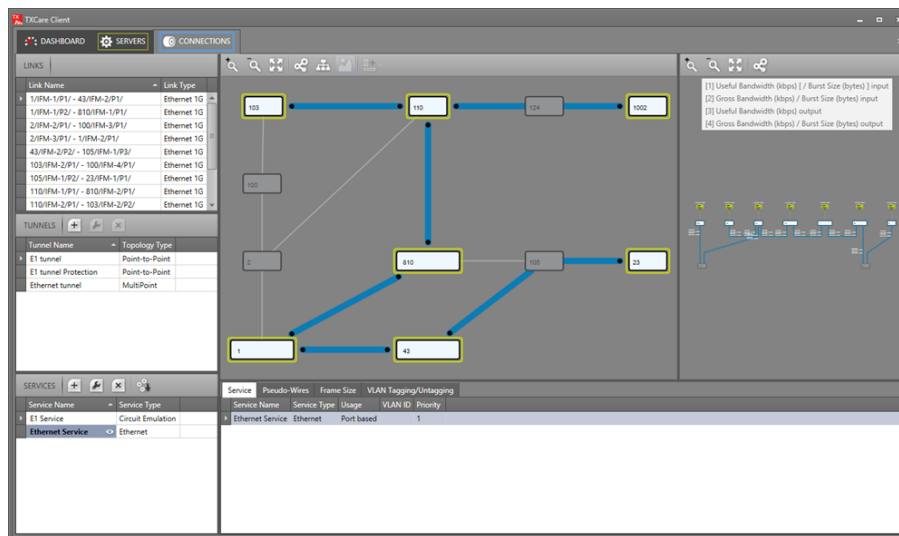 TXCare Client
DASHBOARD SERVERS CONNECTIONS
LINKS
Link Name Link Type
1/IFM-1/P1/ - 43/IFM-2/P1/ Ethernet 1G
1/IFM-1/P2/ - 810/IFM-1/P1/ Ethernet 1G
2/IFM-2/P1/ - 100/IFM-3/P1/ Ethernet 1G
2/IFM-3/P1/ - 1/IFM-2/P1/ Ethernet 1G
43/IFM-2/P2/ - 105/IFM-1/P3/ Ethernet 1G
103/IFM-2/P1/ - 100/IFM-4/P1/ Ethernet 1G
105/IFM-1/P2/ - 23/IFM-1/P1/ Ethernet 1G
110/IFM-1/P1/ - 810/IFM-2/P1/ Ethernet 1G
110/IFM-2/P1/ - 103/IFM-2/P2/ Ethernet 1G
TUNNELS
Tunnel Name Topology Type
E1 tunnel Point-to-Point
E1 tunnel Protection Point-to-Point
Ethernet tunnel MultiPoint
SERVICES
Service Name Service Type
E1 Service Circuit Emulation
Ethernet Service Ethernet
103 110 124 1002
100
2 810 105 23
1 43
[1] Useful Bandwidth (kbps) [ / Burst Size (bytes) ] input
[2] Gross Bandwidth (kbps) / Burst Size (bytes) input
[3] Useful Bandwidth (kbps) output
[4] Gross Bandwidth (kbps) / Burst Size (bytes) output
Service Pseudo-Wires Frame Size VLAN Tagging/Untagging
Service Name Service Type Usage VLAN ID Priority
Ethernet Service Ethernet Port based 1